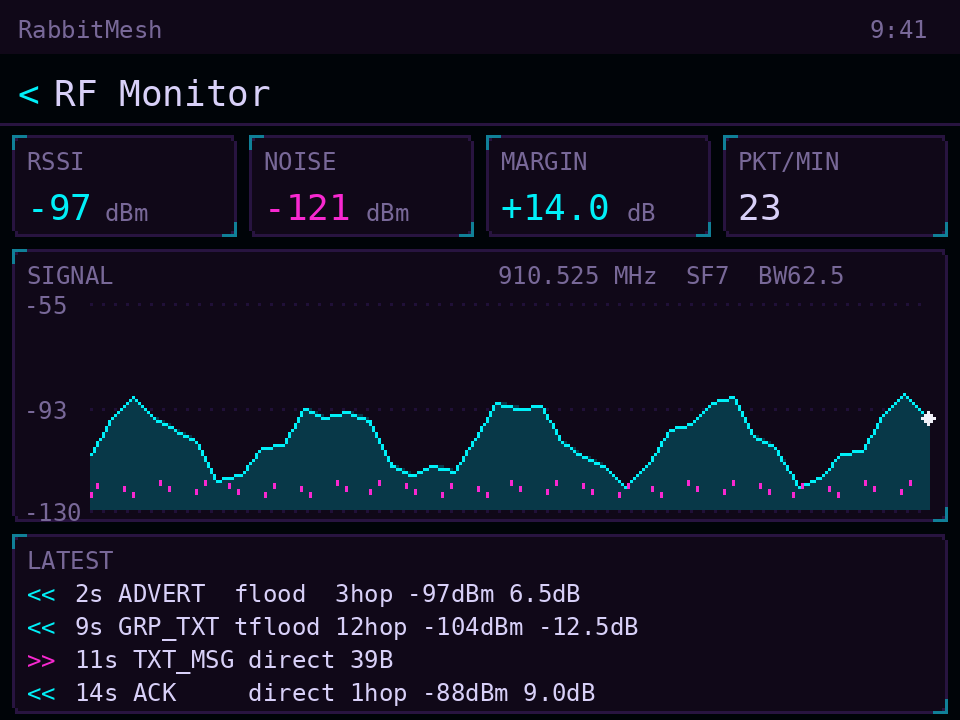 RabbitMesh 9:41
< RF Monitor
RSSI NOISE MARGIN PKT/MIN
-97 dBm -121 dBm +14.0 dB 23
SIGNAL 910.525 MHz SF7 BW62.5
-55
-93
-130
LATEST
<< 2s ADVERT flood 3hop -97dBm 6.5dB
<< 9s GRP_TXT tflood 12hop -104dBm -12.5dB
>> 11s TXT_MSG direct 39B
<< 14s ACK direct 1hop -88dBm 9.0dB